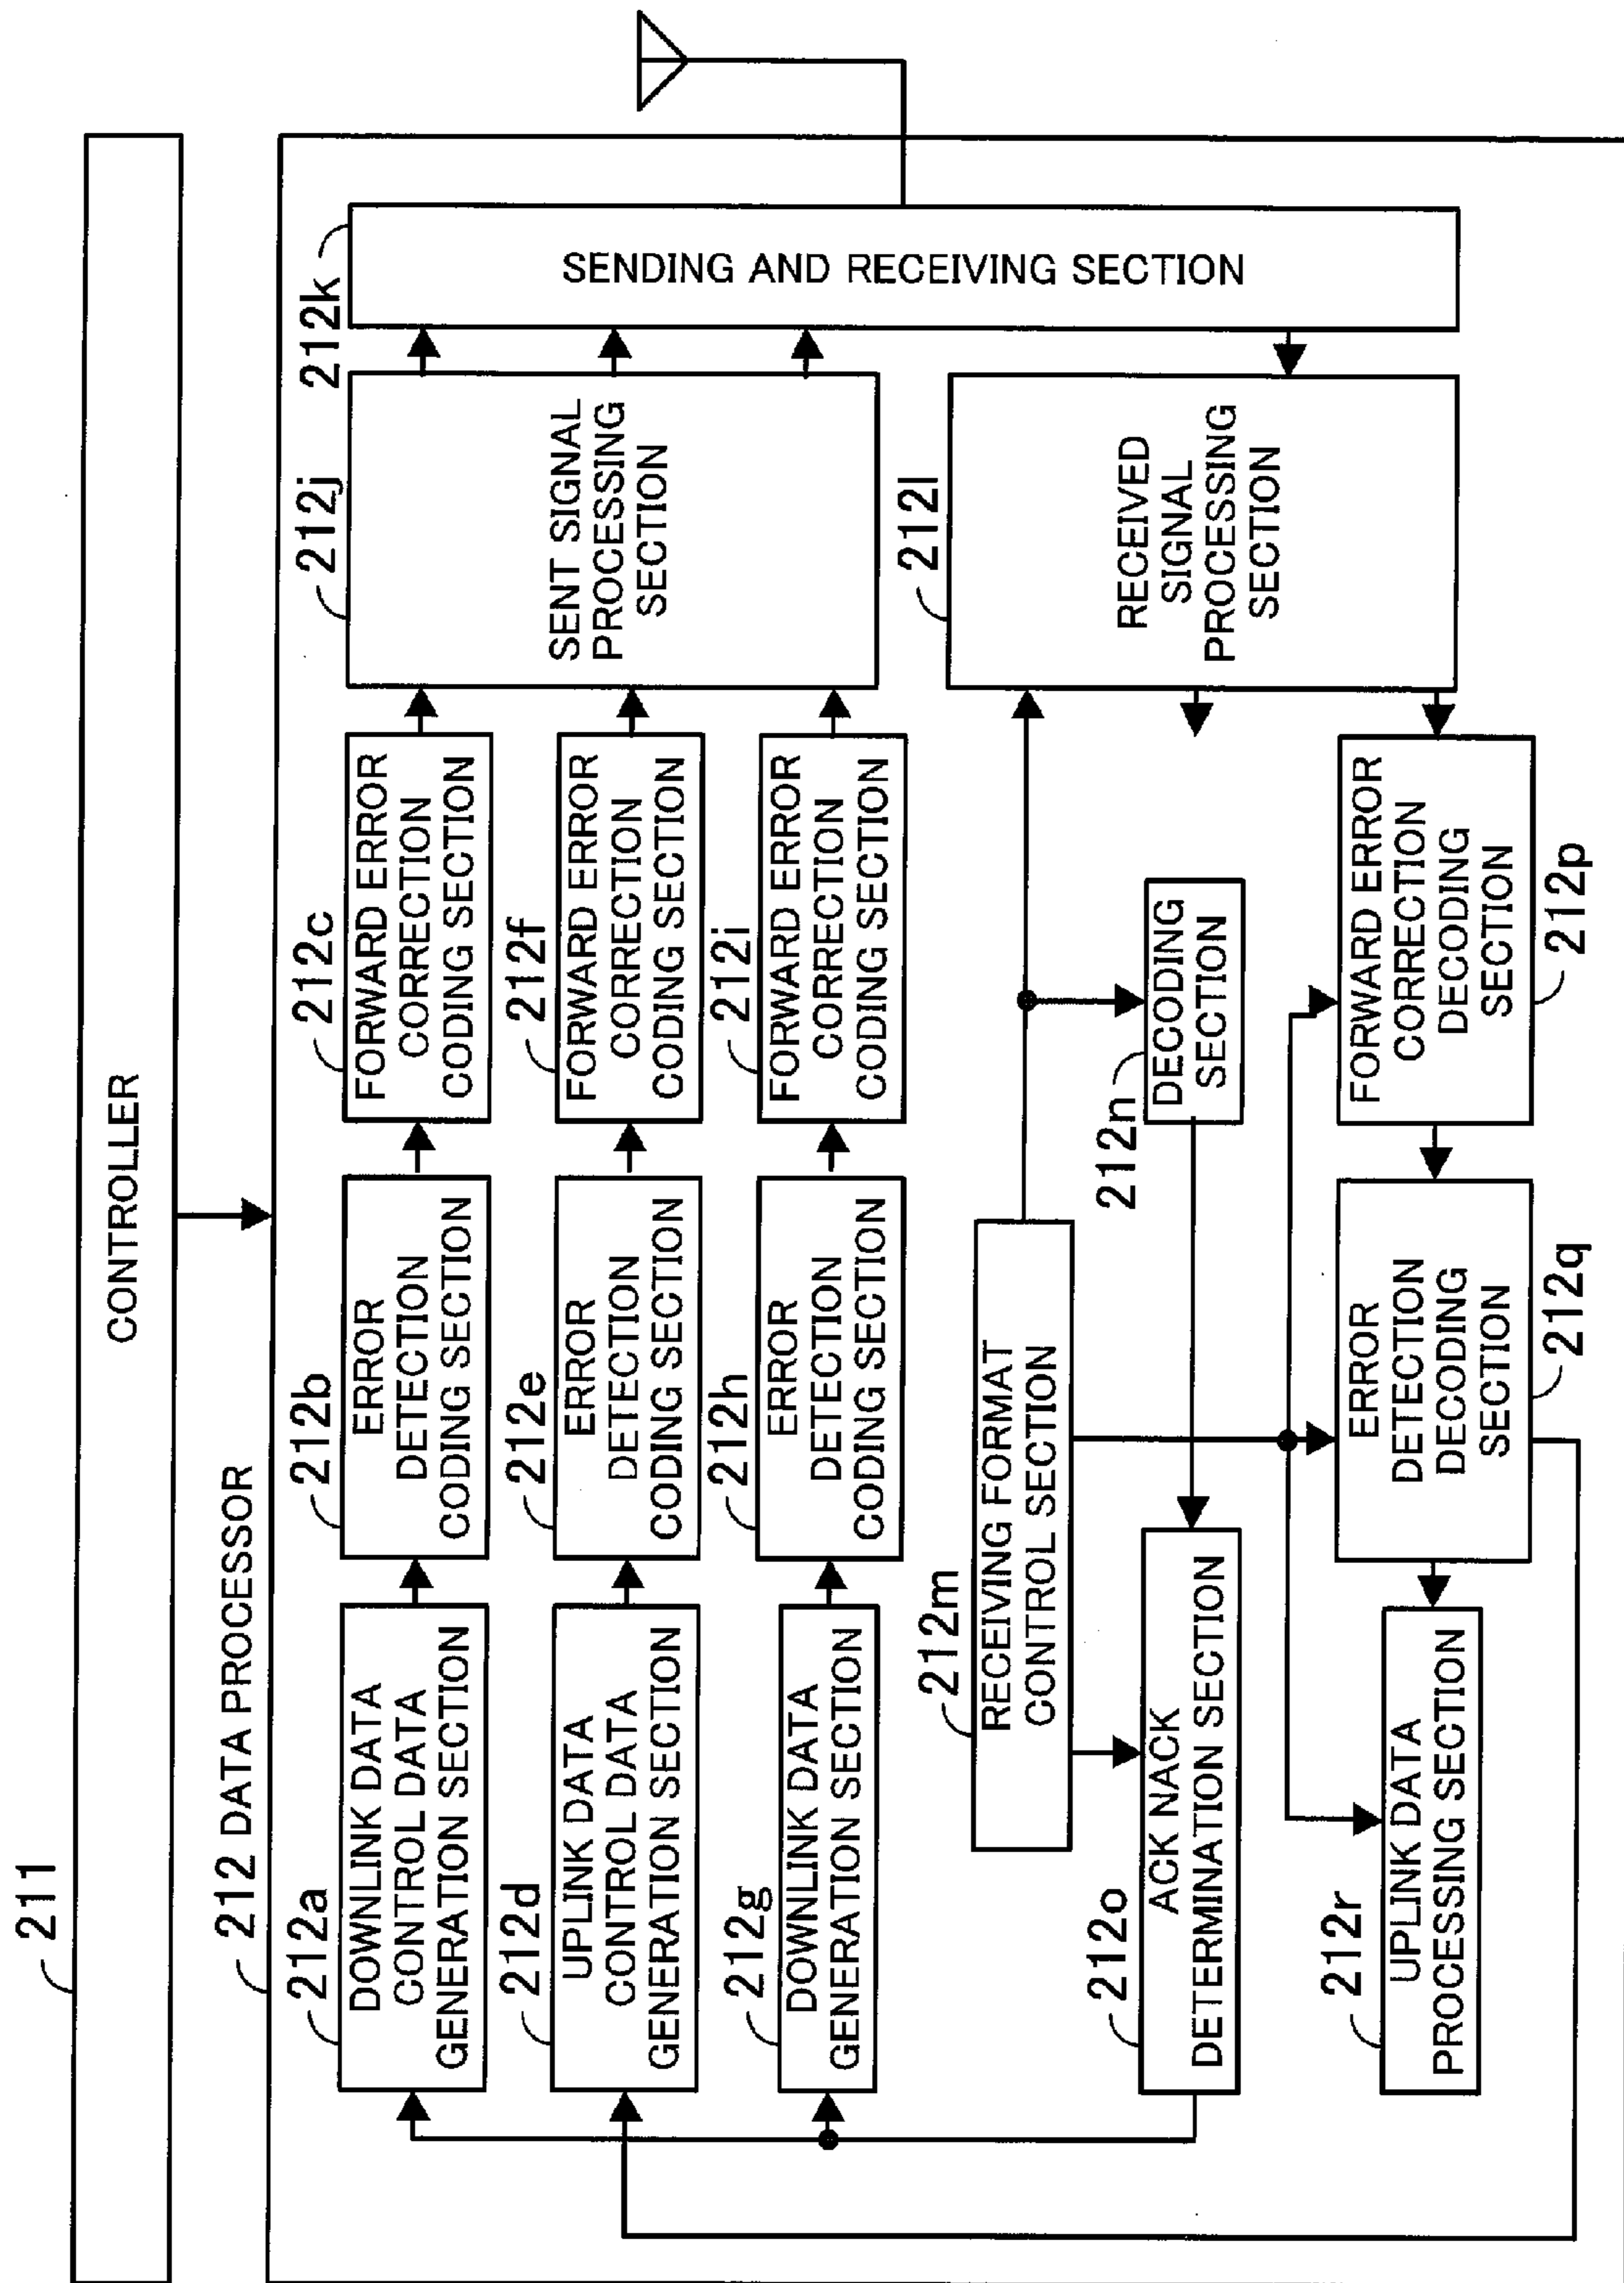 211
CONTROLLER
212 DATA PROCESSOR
212a
DOWNLINK DATA
CONTROL DATA
GENERATION SECTION
212b
ERROR
DETECTION
CODING SECTION
212c
FORWARD ERROR
CORRECTION
CODING SECTION
212d
UPLINK DATA
CONTROL DATA
GENERATION SECTION
212e
ERROR
DETECTION
CODING SECTION
212f
FORWARD ERROR
CORRECTION
CODING SECTION
212g
DOWNLINK DATA
GENERATION SECTION
212h
ERROR
DETECTION
CODING SECTION
212i
FORWARD ERROR
CORRECTION
CODING SECTION
212j
SENT SIGNAL
PROCESSING
SECTION
212k
SENDING AND RECEIVING SECTION
212l
RECEIVED
SIGNAL
PROCESSING
SECTION
212m
RECEIVING FORMAT
CONTROL SECTION
212n
DECODING
SECTION
212o
ACK NACK
DETERMINATION SECTION
FORWARD ERROR
CORRECTION
DECODING
SECTION
212p
ERROR
DETECTION
DECODING
SECTION
212q
212r
UPLINK DATA
PROCESSING SECTION